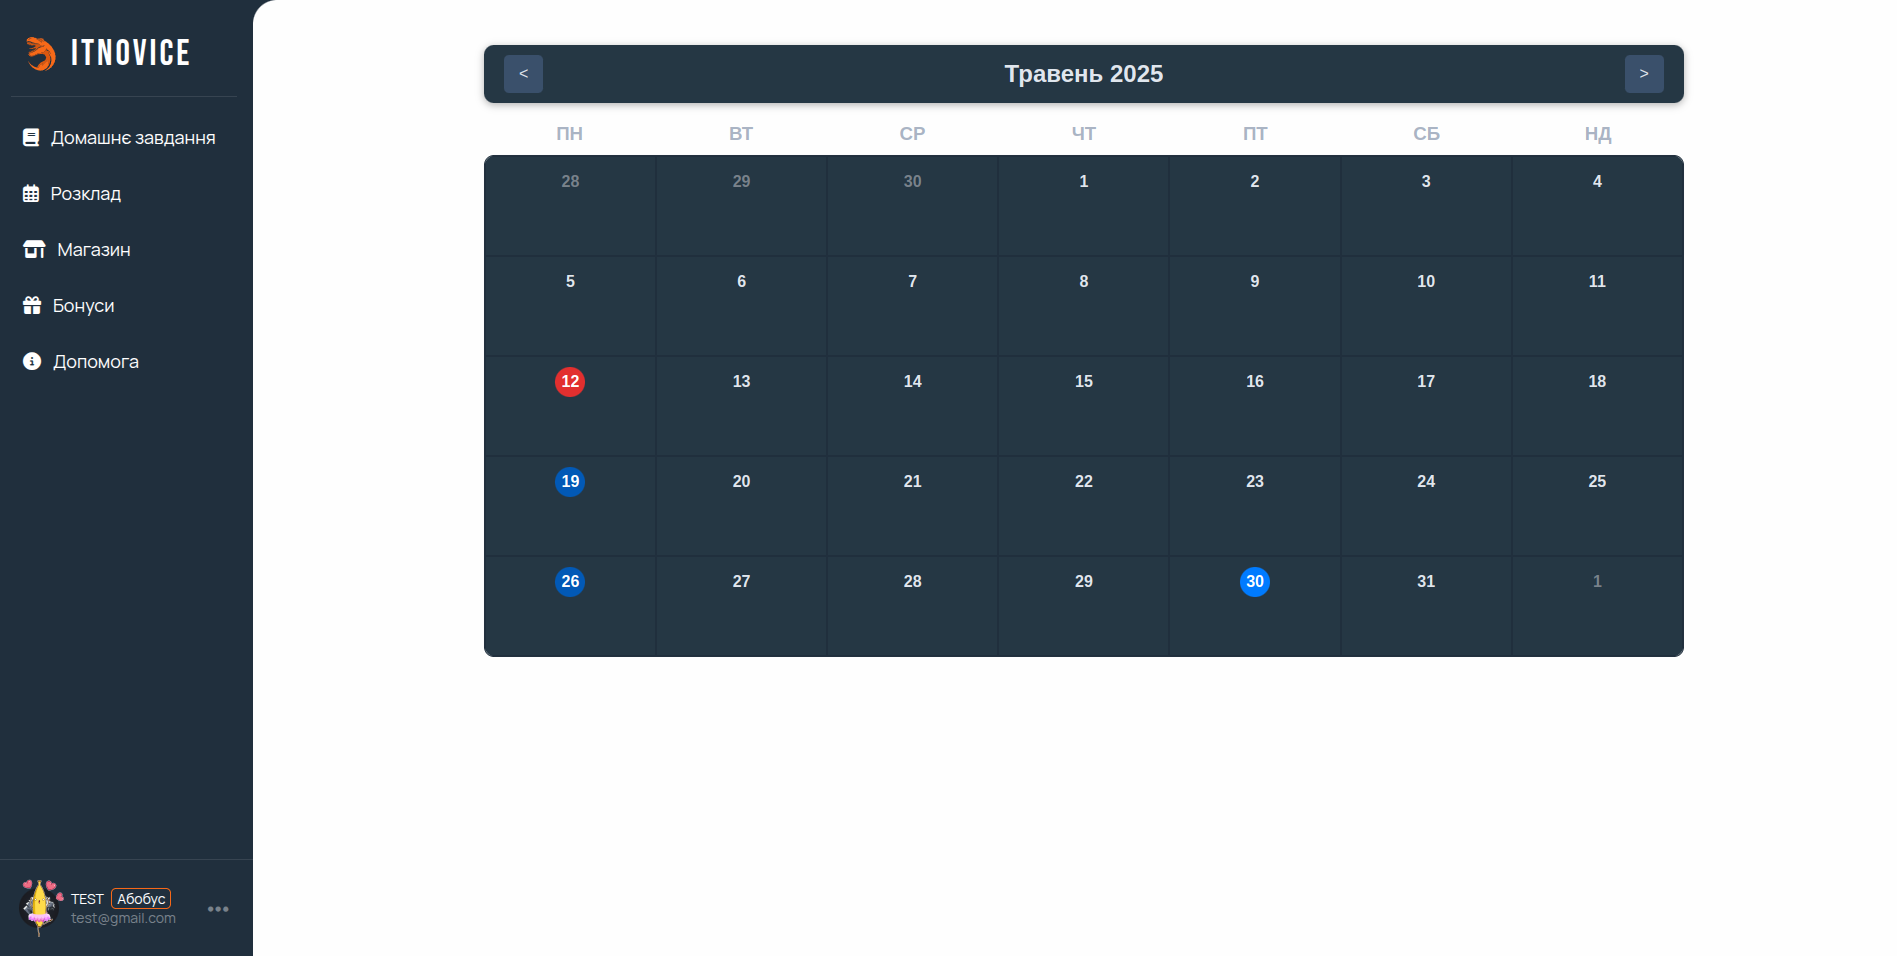 ITNOVICE
Домашнє завдання
Розклад
Магазин
Бонуси
Допомога
TEST Абобус
test@gmail.com
< Травень 2025 >
ПН ВТ СР ЧТ ПТ СБ НД
28 29 30 1 2 3 4
5 6 7 8 9 10 11
12 13 14 15 16 17 18
19 20 21 22 23 24 25
26 27 28 29 30 31 1